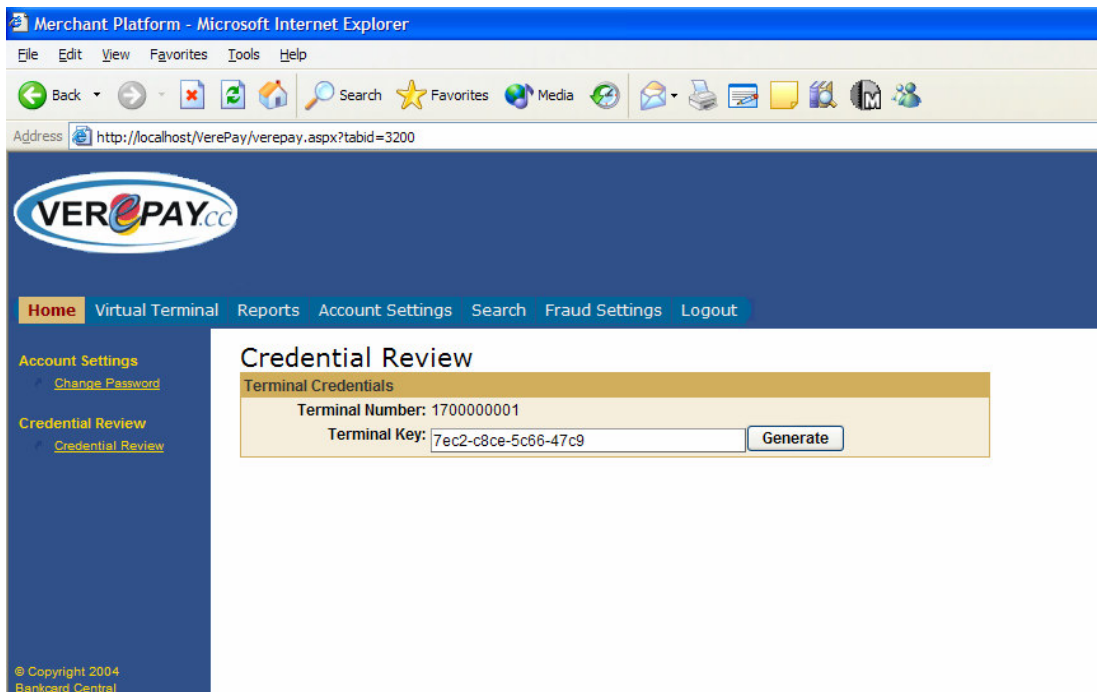 Merchant Platform - Microsoft Internet Explorer
File Edit View Favorites Tools Help
Back Search Favorites Media
Address http://localhost/VerePay/verepay.aspx?tabid=3200
VEREPAY.cc
Home Virtual Terminal Reports Account Settings Search Fraud Settings Logout
Account Settings
Change Password
Credential Review
Credential Review
Credential Review
Terminal Credentials
Terminal Number: 1700000001
Terminal Key: 7ec2-c8ce-5c66-47c9 Generate
© Copyright 2004
Bankcard Central